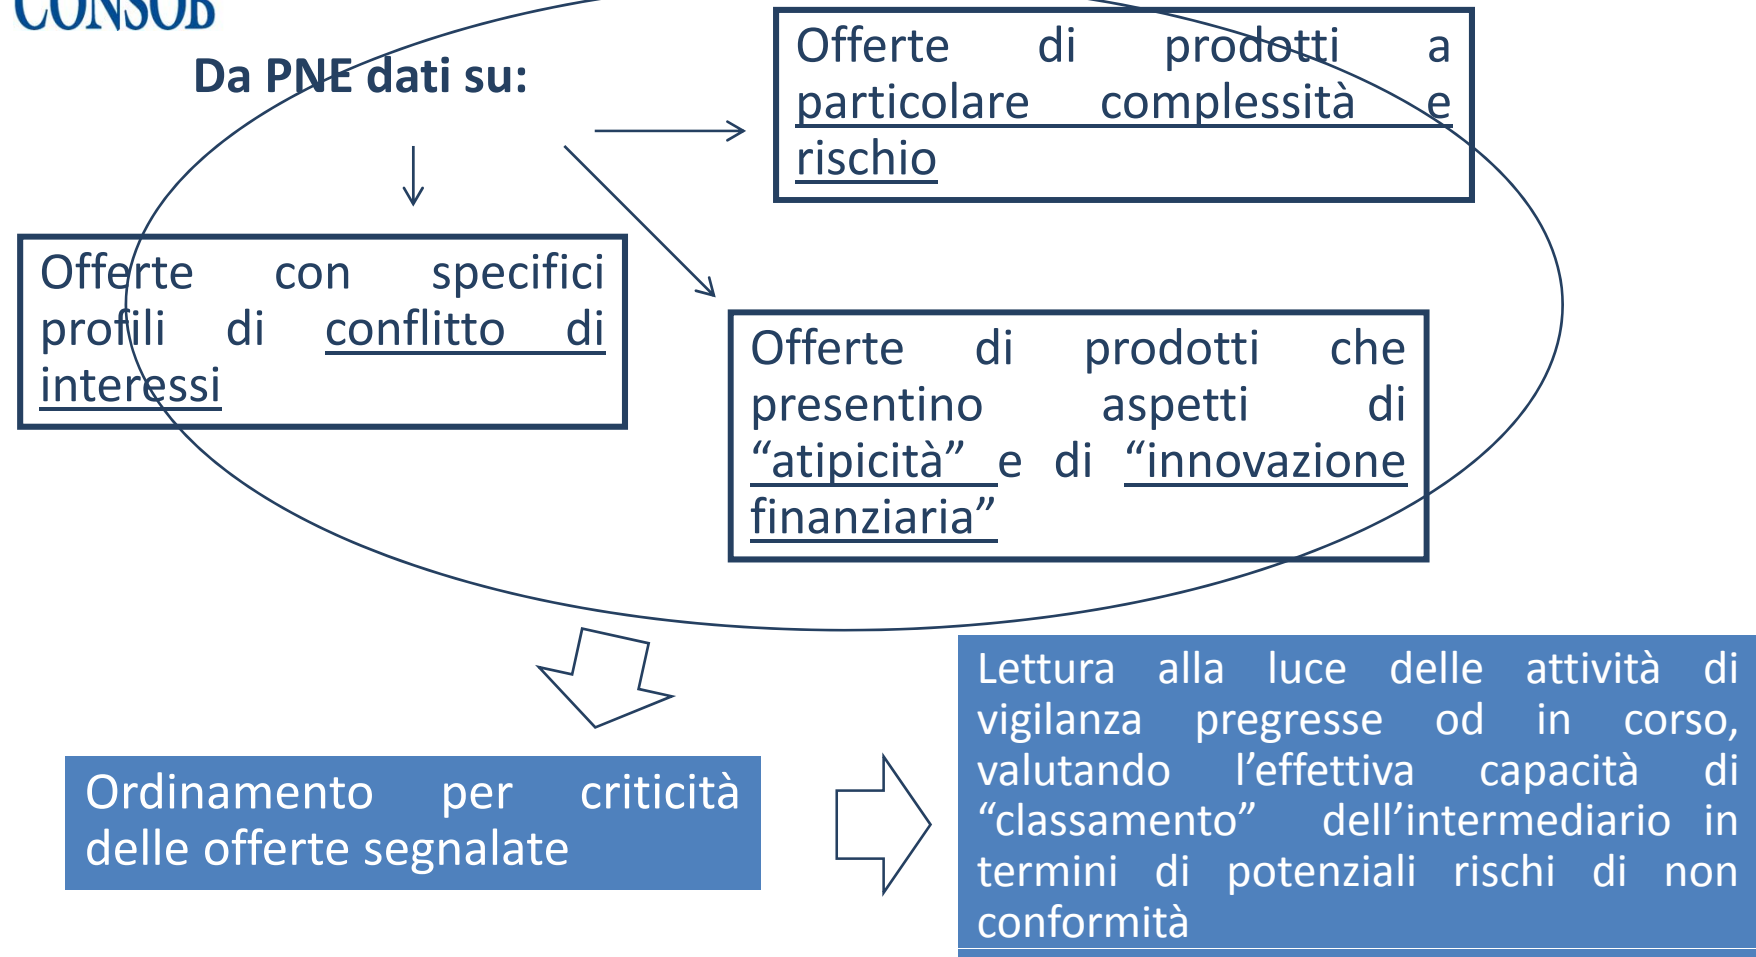 CONSOB
Da PNE dati su:
Offerte di prodotti a
particolare complessità e
rischio
Offerte con specifici
profili di conflitto di
interessi
Offerte di prodotti che
presentino aspetti di
“atipicità” e di “innovazione
finanziaria”
Ordinamento per criticità
delle offerte segnalate
Lettura alla luce delle attività di
vigilanza pregresse od in corso,
valutando l’effettiva capacità di
“classamento” dell’intermediario in
termini di potenziali rischi di non
conformità